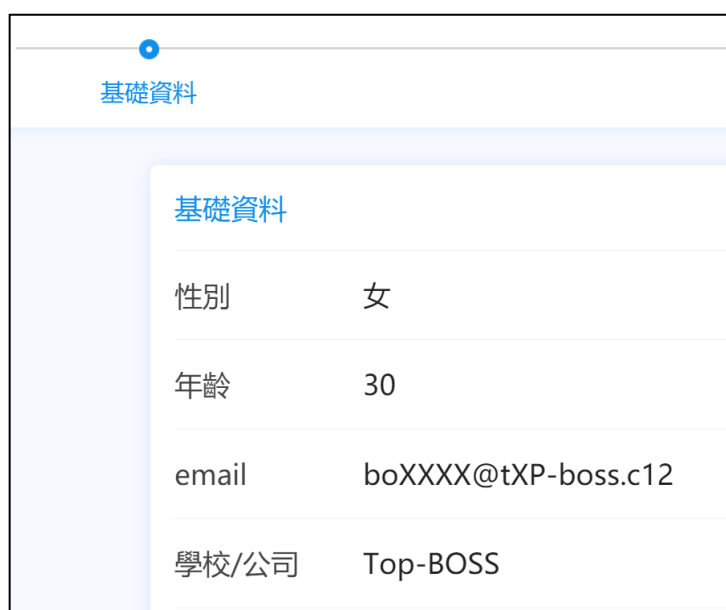 基礎資料
基礎資料
性別 女
年齡 30
email boXXXX@tXP-boss.c12
學校/公司 Top-BOSS